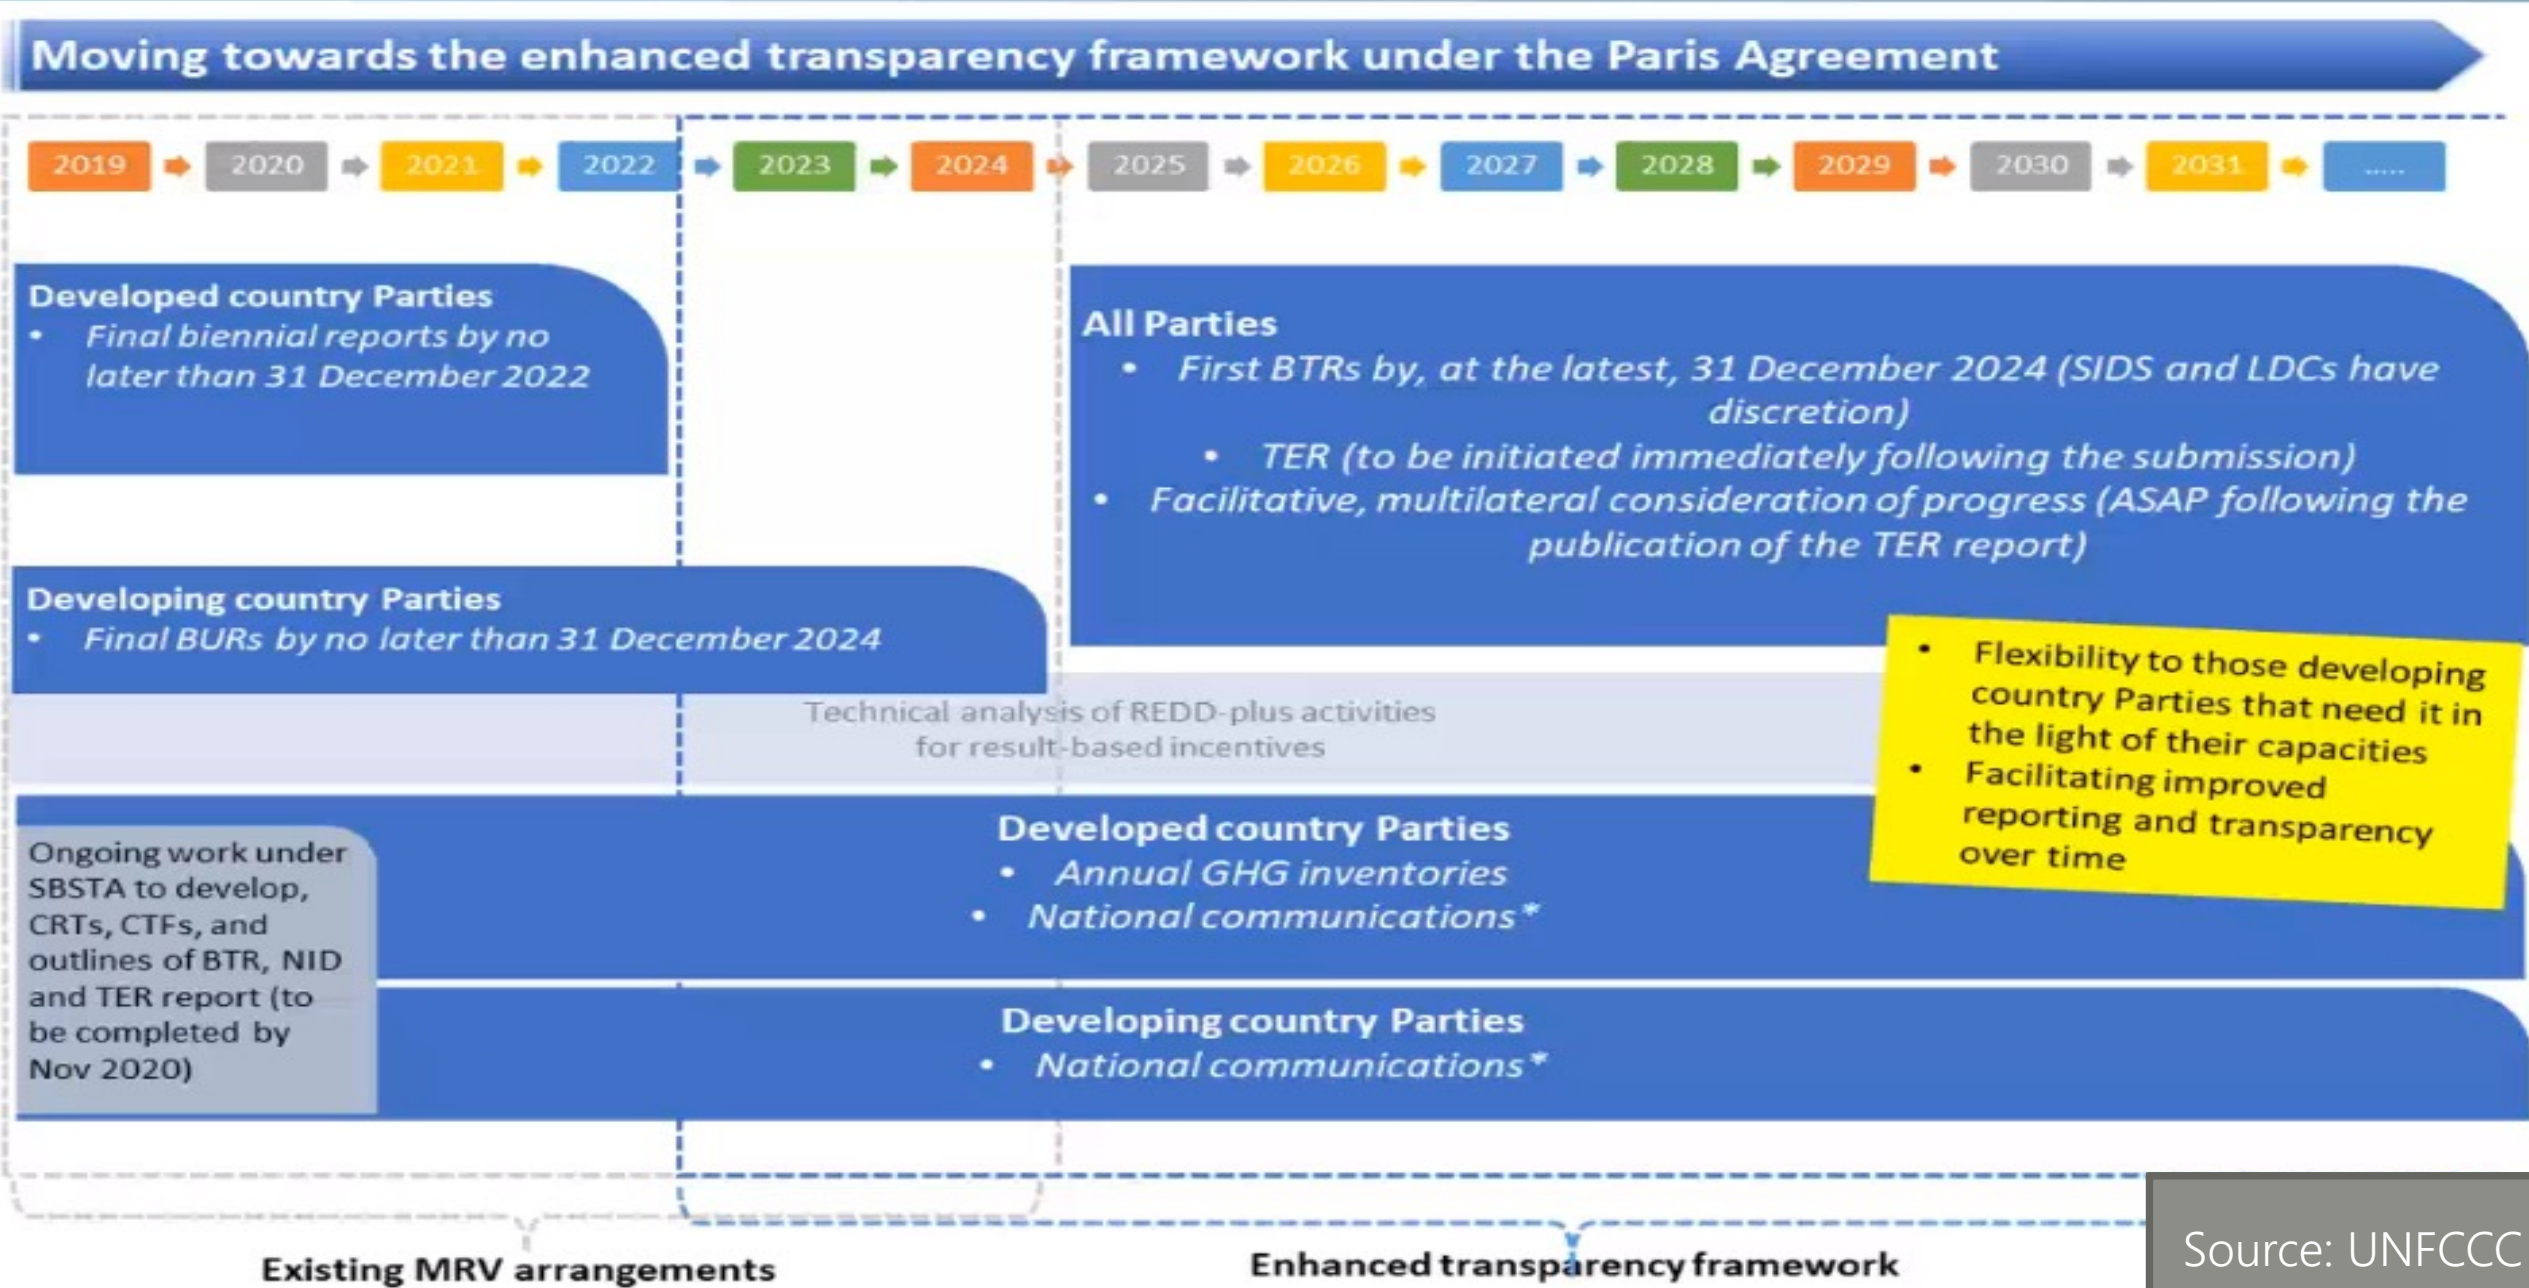 Moving towards the enhanced transparency framework under the Paris Agreement
2019
2020
2021
2022
2023
2024
2025
2026
2027
2028
2029
2030
2031
.....
Developed country Parties
• Final biennial reports by no
later than 31 December 2022
All Parties
• First BTRs by, at the latest, 31 December 2024 (SIDS and LDCs have
discretion)
• TER (to be initiated immediately following the submission)
• Facilitative, multilateral consideration of progress (ASAP following the
publication of the TER report)
Developing country Parties
• Final BURs by no later than 31 December 2024
• Flexibility to those developing
country Parties that need it in
the light of their capacities
• Facilitating improved
reporting and transparency
over time
Technical analysis of REDD-plus activities
for result-based incentives
Ongoing work under
SBSTA to develop,
CRTs, CTFs, and
outlines of BTR, NID
and TER report (to
be completed by
Nov 2020)
Developed country Parties
• Annual GHG inventories
• National communications*
Developing country Parties
• National communications*
Existing MRV arrangements
Enhanced transparency framework
Source: UNFCCC